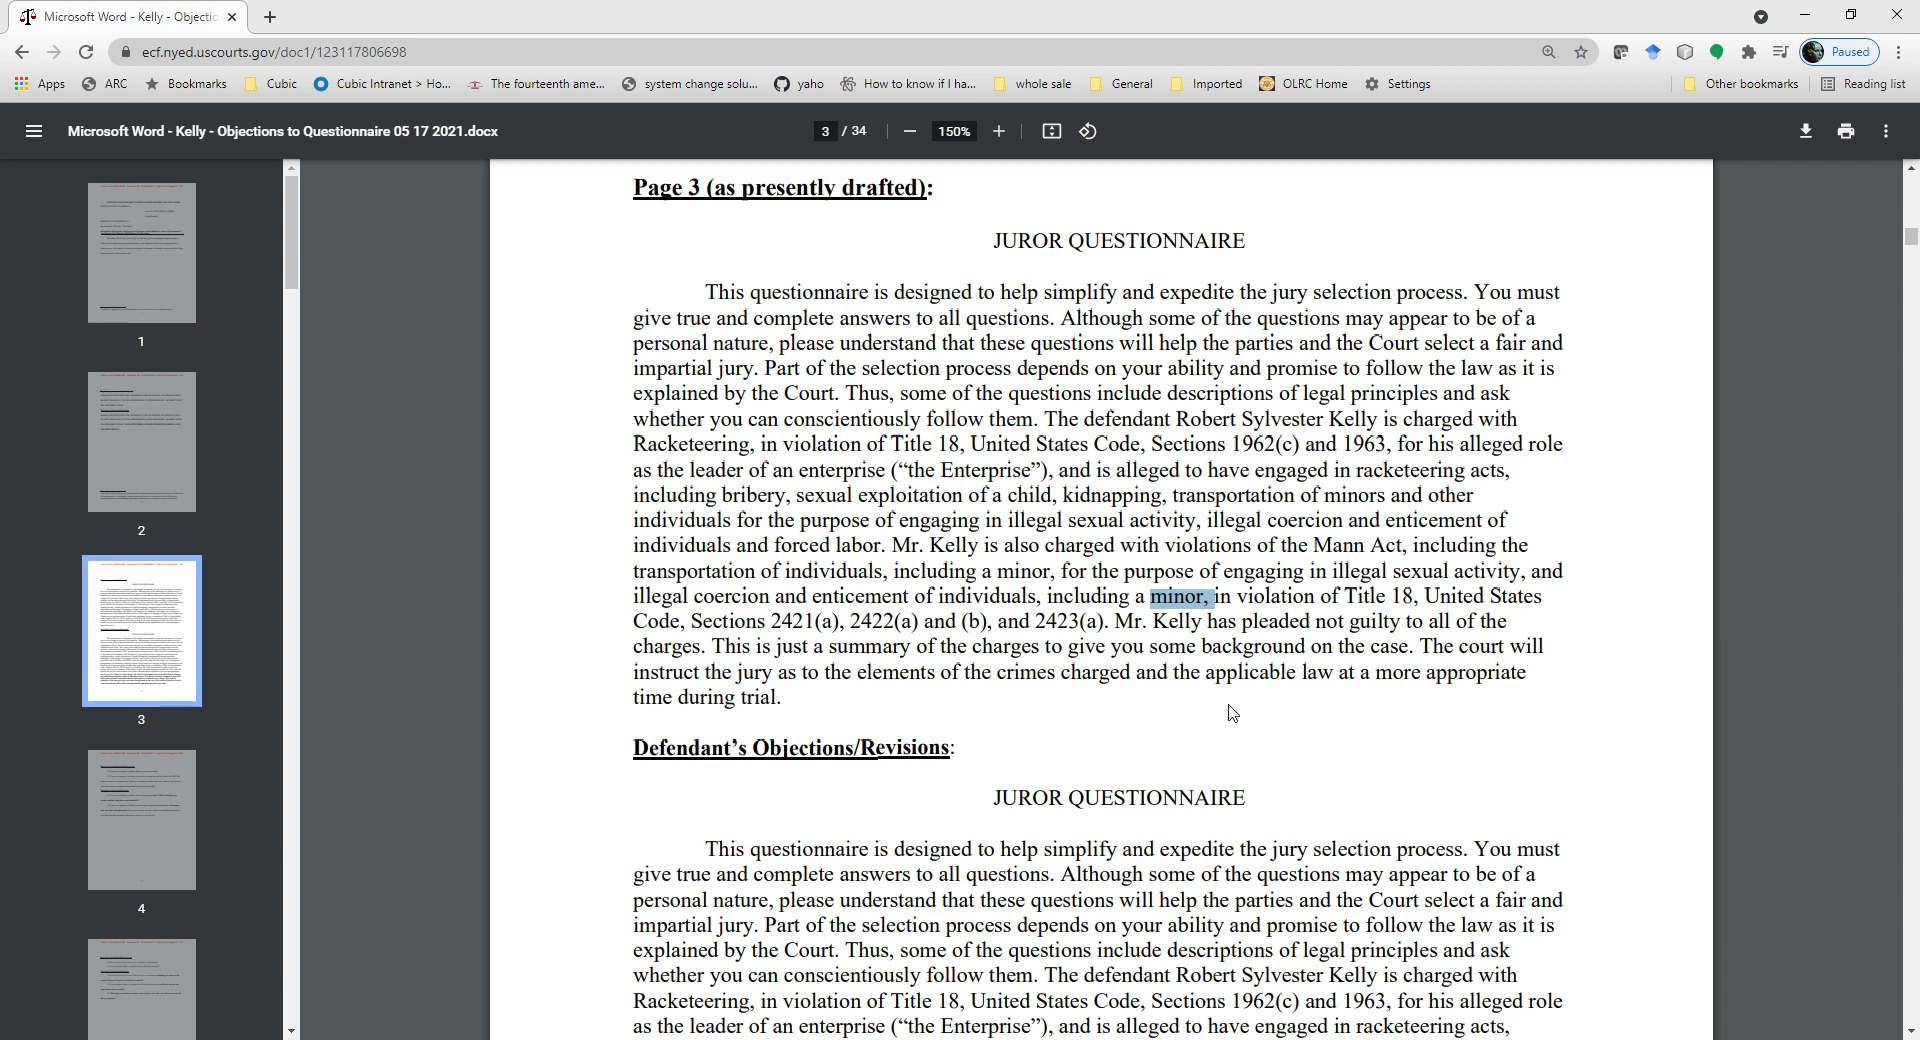 Microsoft Word - Kelly - Objectio
ecf.nyed.uscourts.gov/doc1/123117806698
Paused
Apps
ARC
Bookmarks
Cubic
Cubic Intranet > Ho...
The fourteenth ame...
system change solu...
yaho
How to know if I ha...
whole sale
General
Imported
OLRC Home
Settings
Other bookmarks
Reading list
Microsoft Word - Kelly - Objections to Questionnaire 05 17 2021.docx
3 / 34
150%
1
2
3
4
Page 3 (as presently drafted):
JUROR QUESTIONNAIRE
This questionnaire is designed to help simplify and expedite the jury selection process. You must
give true and complete answers to all questions. Although some of the questions may appear to be of a
personal nature, please understand that these questions will help the parties and the Court select a fair and
impartial jury. Part of the selection process depends on your ability and promise to follow the law as it is
explained by the Court. Thus, some of the questions include descriptions of legal principles and ask
whether you can conscientiously follow them. The defendant Robert Sylvester Kelly is charged with
Racketeering, in violation of Title 18, United States Code, Sections 1962(c) and 1963, for his alleged role
as the leader of an enterprise (“the Enterprise”), and is alleged to have engaged in racketeering acts,
including bribery, sexual exploitation of a child, kidnapping, transportation of minors and other
individuals for the purpose of engaging in illegal sexual activity, illegal coercion and enticement of
individuals and forced labor. Mr. Kelly is also charged with violations of the Mann Act, including the
transportation of individuals, including a minor, for the purpose of engaging in illegal sexual activity, and
illegal coercion and enticement of individuals, including a minor, in violation of Title 18, United States
Code, Sections 2421(a), 2422(a) and (b), and 2423(a). Mr. Kelly has pleaded not guilty to all of the
charges. This is just a summary of the charges to give you some background on the case. The court will
instruct the jury as to the elements of the crimes charged and the applicable law at a more appropriate
time during trial.
Defendant’s Objections/Revisions:
JUROR QUESTIONNAIRE
This questionnaire is designed to help simplify and expedite the jury selection process. You must
give true and complete answers to all questions. Although some of the questions may appear to be of a
personal nature, please understand that these questions will help the parties and the Court select a fair and
impartial jury. Part of the selection process depends on your ability and promise to follow the law as it is
explained by the Court. Thus, some of the questions include descriptions of legal principles and ask
whether you can conscientiously follow them. The defendant Robert Sylvester Kelly is charged with
Racketeering, in violation of Title 18, United States Code, Sections 1962(c) and 1963, for his alleged role
as the leader of an enterprise (“the Enterprise”), and is alleged to have engaged in racketeering acts,